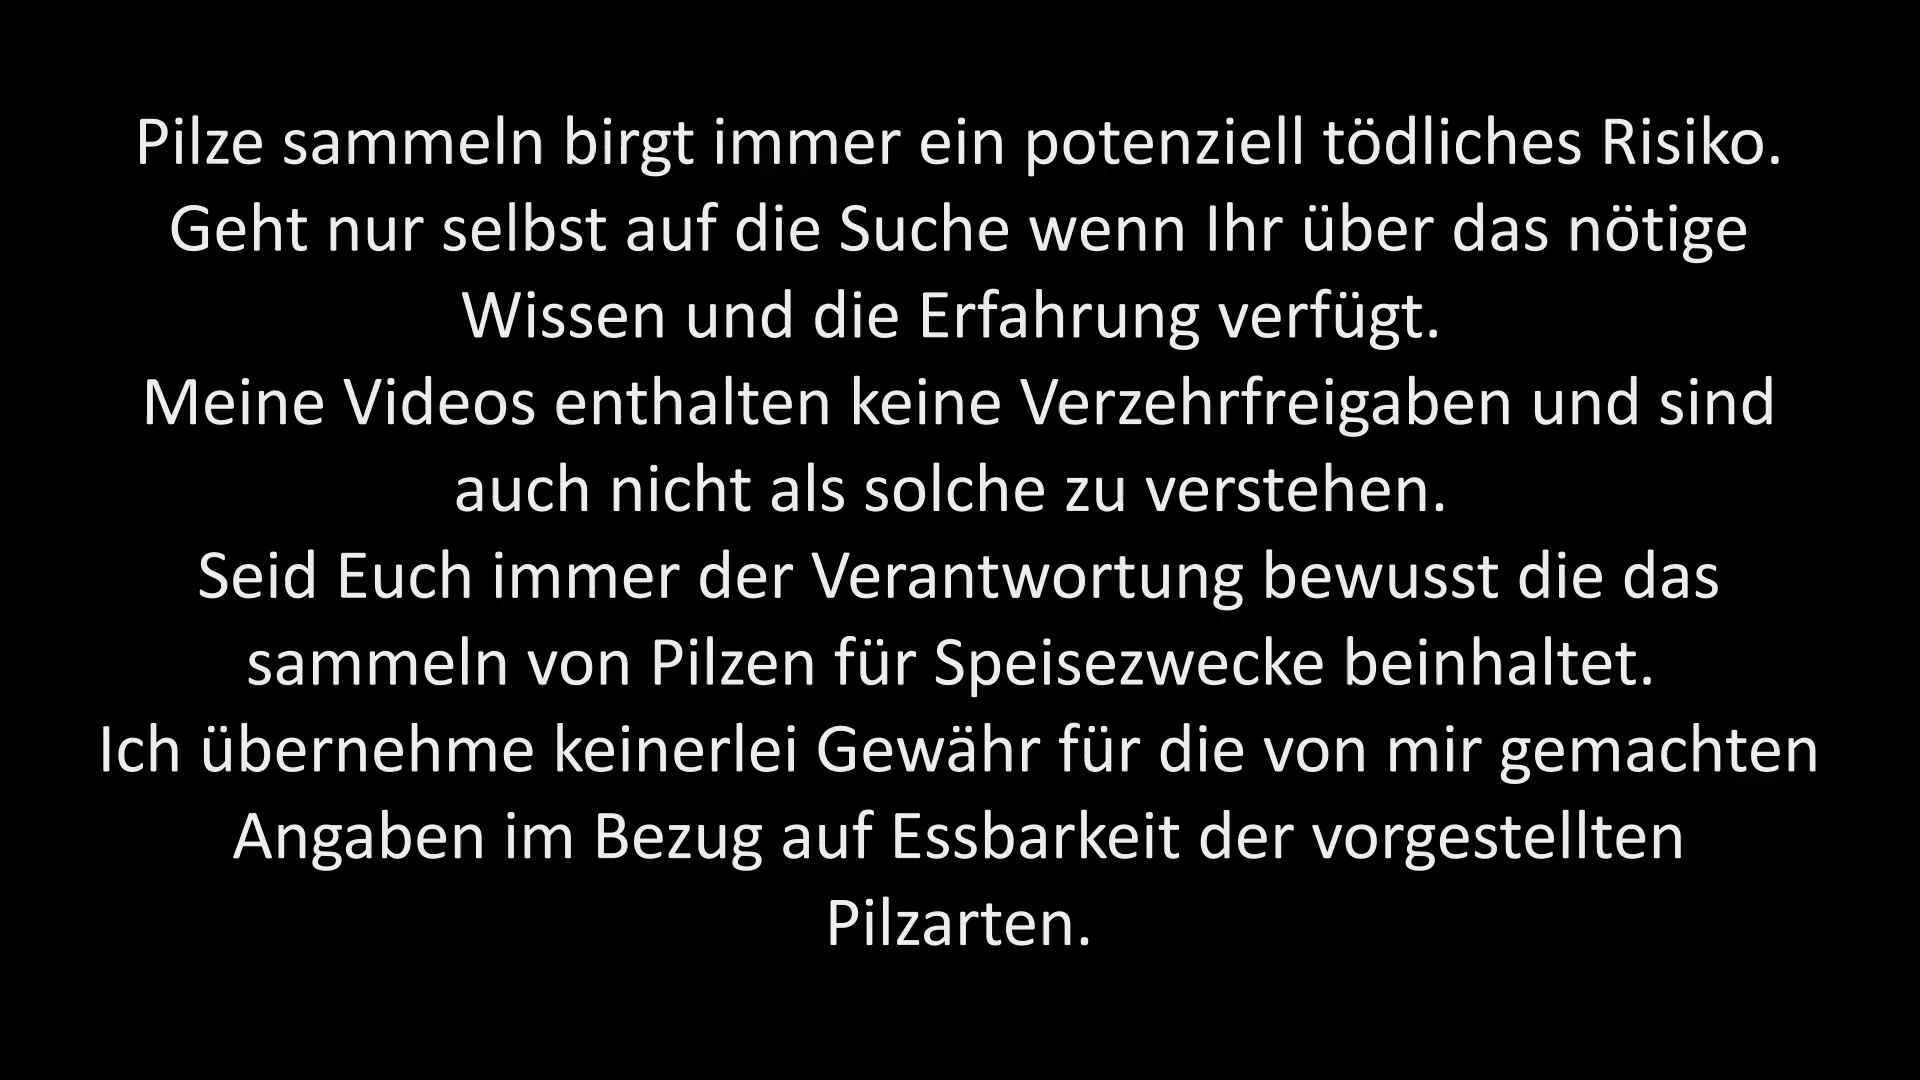 Pilze sammeln birgt immer ein potenziell tödliches Risiko.
Geht nur selbst auf die Suche wenn Ihr über das nötige
Wissen und die Erfahrung verfügt.
Meine Videos enthalten keine Verzehrfreigaben und sind
auch nicht als solche zu verstehen.
Seid Euch immer der Verantwortung bewusst die das
sammeln von Pilzen für Speisezwecke beinhaltet.
Ich übernehme keinerlei Gewähr für die von mir gemachten
Angaben im Bezug auf Essbarkeit der vorgestellten
Pilzarten.